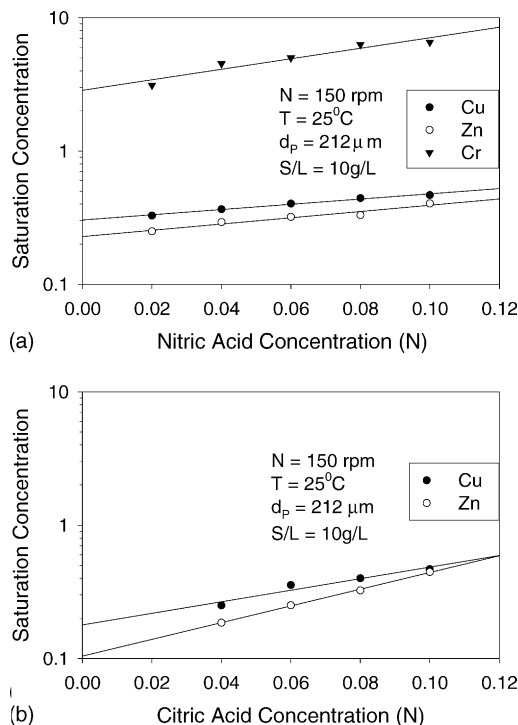 10
1
0.1
Saturation Concentration
N = 150 rpm
T = 25⁰C
dP = 212μ m
S/L = 10g/L
Cu
Zn
Cr
0.00 0.02 0.04 0.06 0.08 0.10 0.12
(a) Nitric Acid Concentration (N)
10
1
0.1
Saturation Concentration
N = 150 rpm
T = 25⁰C
dP = 212 μm
S/L = 10g/L
Cu
Zn
0.00 0.02 0.04 0.06 0.08 0.10 0.12
(b) Citric Acid Concentration (N)